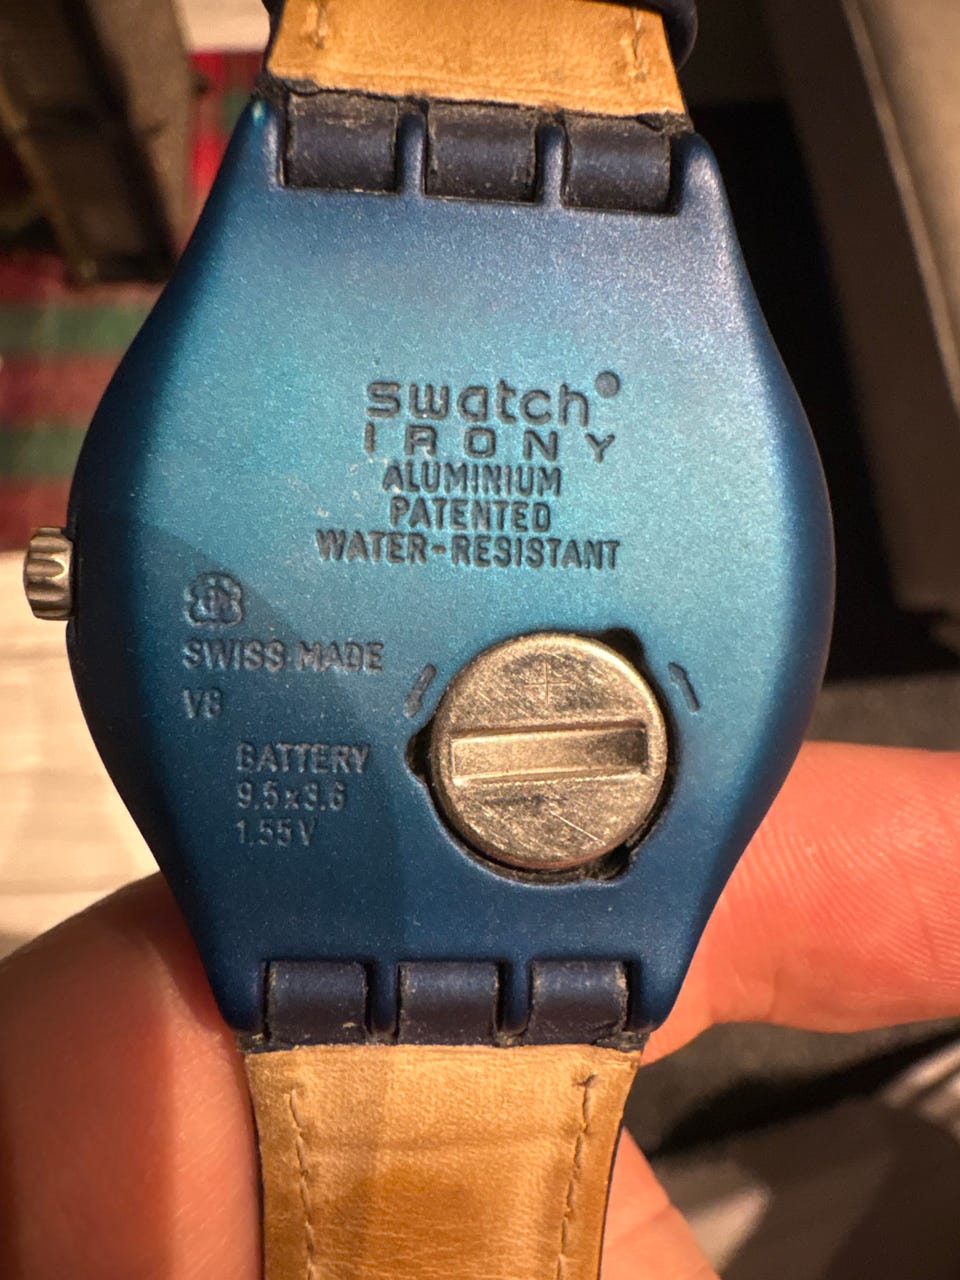 swatch
IRONY
ALUMINIUM
PATENTED
WATER-RESISTANT
SWISS MADE
V8
BATTERY
9.5x3.6
1.55V